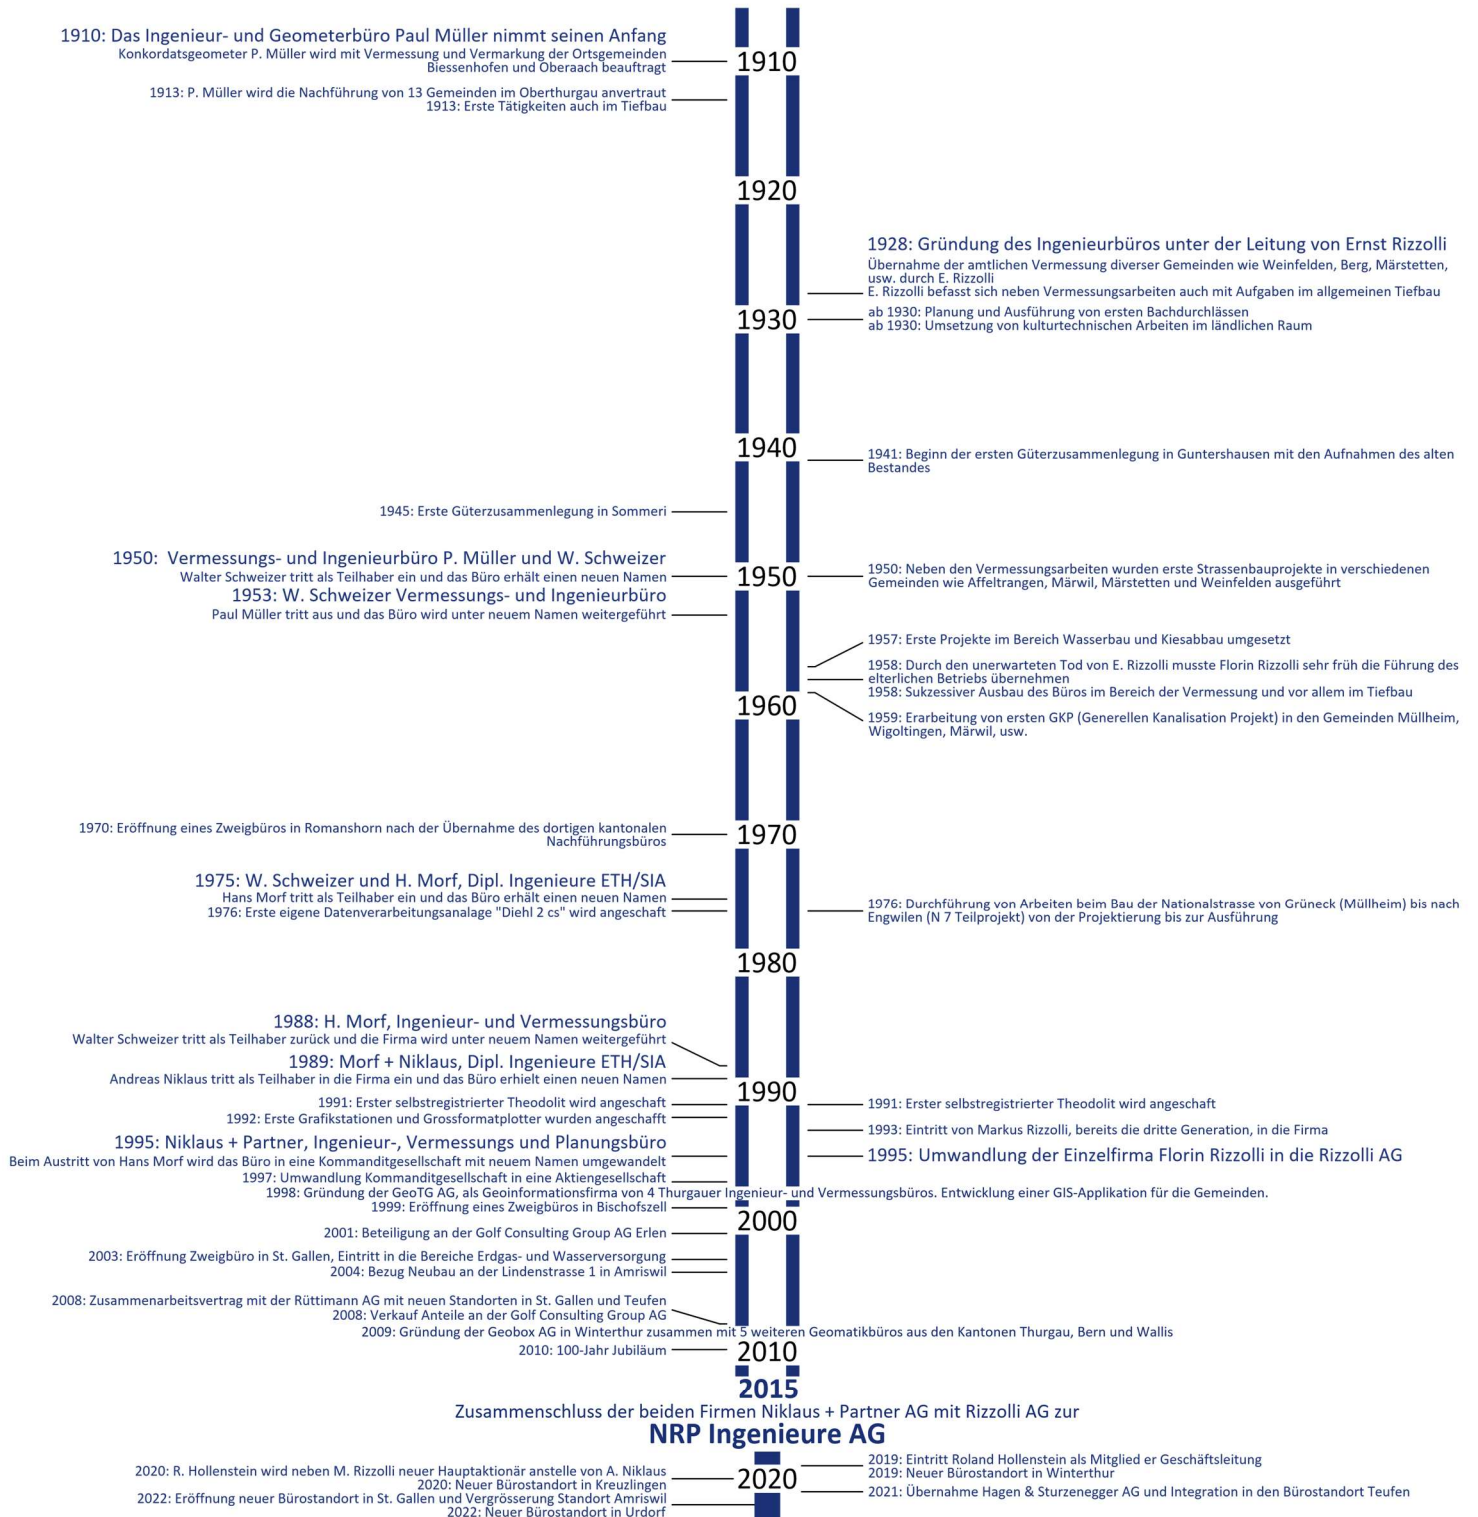 1910: Das Ingenieur- und Geometerbüro Paul Müller nimmt seinen Anfang
Konkordatsgeometer P. Müller wird mit Vermessung und Vermarkung der Ortsgemeinden
Biessenhofen und Oberaach beauftragt
1910
1913: P. Müller wird die Nachführung von 13 Gemeinden im Oberthurgau anvertraut
1913: Erste Tätigkeiten auch im Tiefbau
1920
1928: Gründung des Ingenieurbüros unter der Leitung von Ernst Rizzolli
Übernahme der amtlichen Vermessung diverser Gemeinden wie Weinfelden, Berg, Märstetten,
usw. durch E. Rizzolli
E. Rizzolli befasst sich neben Vermessungsarbeiten auch mit Aufgaben im allgemeinen Tiefbau
1930
ab 1930: Planung und Ausführung von ersten Bachdurchlässen
ab 1930: Umsetzung von kulturtechnischen Arbeiten im ländlichen Raum
1940
1941: Beginn der ersten Güterzusammenlegung in Guntershausen mit den Aufnahmen des alten
Bestandes
1945: Erste Güterzusammenlegung in Sommeri
1950: Vermessungs- und Ingenieurbüro P. Müller und W. Schweizer
Walter Schweizer tritt als Teilhaber ein und das Büro erhält einen neuen Namen
1950
1950: Neben den Vermessungsarbeiten wurden erste Strassenbauprojekte in verschiedenen
Gemeinden wie Affeltrangen, Märwil, Märstetten und Weinfelden ausgeführt
1953: W. Schweizer Vermessungs- und Ingenieurbüro
Paul Müller tritt aus und das Büro wird unter neuem Namen weitergeführt
1957: Erste Projekte im Bereich Wasserbau und Kiesabbau umgesetzt
1958: Durch den unerwarteten Tod von E. Rizzolli musste Florin Rizzolli sehr früh die Führung des
elterlichen Betriebs übernehmen
1958: Sukzessiver Ausbau des Büros im Bereich der Vermessung und vor allem im Tiefbau
1960
1959: Erarbeitung von ersten GKP (Generellen Kanalisation Projekt) in den Gemeinden Müllheim,
Wigoltingen, Märwil, usw.
1970: Eröffnung eines Zweigbüros in Romanshorn nach der Übernahme des dortigen kantonalen
Nachführungsbüros
1970
1975: W. Schweizer und H. Morf, Dipl. Ingenieure ETH/SIA
Hans Morf tritt als Teilhaber ein und das Büro erhält einen neuen Namen
1976: Erste eigene Datenverarbeitungsanalage "Diehl 2 cs" wird angeschaft
1976: Durchführung von Arbeiten beim Bau der Nationalstrasse von Grüneck (Müllheim) bis nach
Engwilen (N 7 Teilprojekt) von der Projektierung bis zur Ausführung
1980
1988: H. Morf, Ingenieur- und Vermessungsbüro
Walter Schweizer tritt als Teilhaber zurück und die Firma wird unter neuem Namen weitergeführt
1989: Morf + Niklaus, Dipl. Ingenieure ETH/SIA
Andreas Niklaus tritt als Teilhaber in die Firma ein und das Büro erhielt einen neuen Namen
1990
1991: Erster selbstregistrierter Theodolit wird angeschaft
1992: Erste Grafikstationen und Grossformatplotter wurden angeschafft
1991: Erster selbstregistrierter Theodolit wird angeschaft
1993: Eintritt von Markus Rizzolli, bereits die dritte Generation, in die Firma
1995: Niklaus + Partner, Ingenieur-, Vermessungs und Planungsbüro
Beim Austritt von Hans Morf wird das Büro in eine Kommanditgesellschaft mit neuem Namen umgewandelt
1995: Umwandlung der Einzelfirma Florin Rizzolli in die Rizzolli AG
1997: Umwandlung Kommanditgesellschaft in eine Aktiengesellschaft
1998: Gründung der GeoTG AG, als Geoinformationsfirma von 4 Thurgauer Ingenieur- und Vermessungsbüros. Entwicklung einer GIS-Applikation für die Gemeinden.
1999: Eröffnung eines Zweigbüros in Bischofszell
2000
2001: Beteiligung an der Golf Consulting Group AG Erlen
2003: Eröffnung Zweigbüro in St. Gallen, Eintritt in die Bereiche Erdgas- und Wasserversorgung
2004: Bezug Neubau an der Lindenstrasse 1 in Amriswil
2008: Zusammenarbeitsvertrag mit der Rüttimann AG mit neuen Standorten in St. Gallen und Teufen
2008: Verkauf Anteile an der Golf Consulting Group AG
2009: Gründung der Geobox AG in Winterthur zusammen mit 5 weiteren Geomatikbüros aus den Kantonen Thurgau, Bern und Wallis
2010: 100-Jahr Jubiläum
2010
2015
Zusammenschluss der beiden Firmen Niklaus + Partner AG mit Rizzolli AG zur
NRP Ingenieure AG
2019: Eintritt Roland Hollenstein als Mitglied er Geschäftsleitung
2019: Neuer Bürostandort in Winterthur
2020: R. Hollenstein wird neben M. Rizzolli neuer Hauptaktionär anstelle von A. Niklaus
2020: Neuer Bürostandort in Kreuzlingen
2020
2021: Übernahme Hagen & Sturzenegger AG und Integration in den Bürostandort Teufen
2022: Eröffnung neuer Bürostandort in St. Gallen und Vergrösserung Standort Amriswil
2022: Neuer Bürostandort in Urdorf